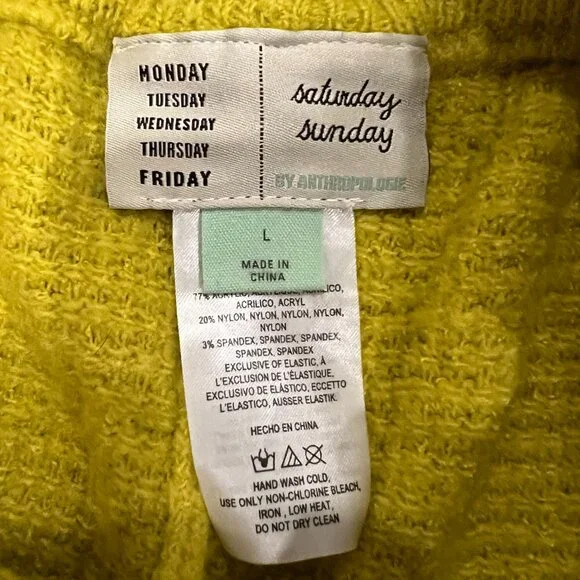 MONDAY
TUESDAY
WEDNESDAY
THURSDAY
FRIDAY
saturday
sunday
BY ANTHROPOLOGIE
L
MADE IN
CHINA
77% ACRYLIC,
ACRILICO, ACRYL
20% NYLON, NYLON, NYLON, NYLON,
NYLON
3% SPANDEX, SPANDEX, SPANDEX,
SPANDEX, SPANDEX
EXCLUSIVE OF ELASTIC, À
L'EXCLUSION DE L'ÉLASTIQUE,
EXCLUSIVO DE ELÁSTICO, ECCETTO
L'ELASTICO, AUSSER ELASTIK.
HECHO EN CHINA
HAND WASH COLD,
USE ONLY NON-CHLORINE BLEACH,
IRON , LOW HEAT,
DO NOT DRY CLEAN